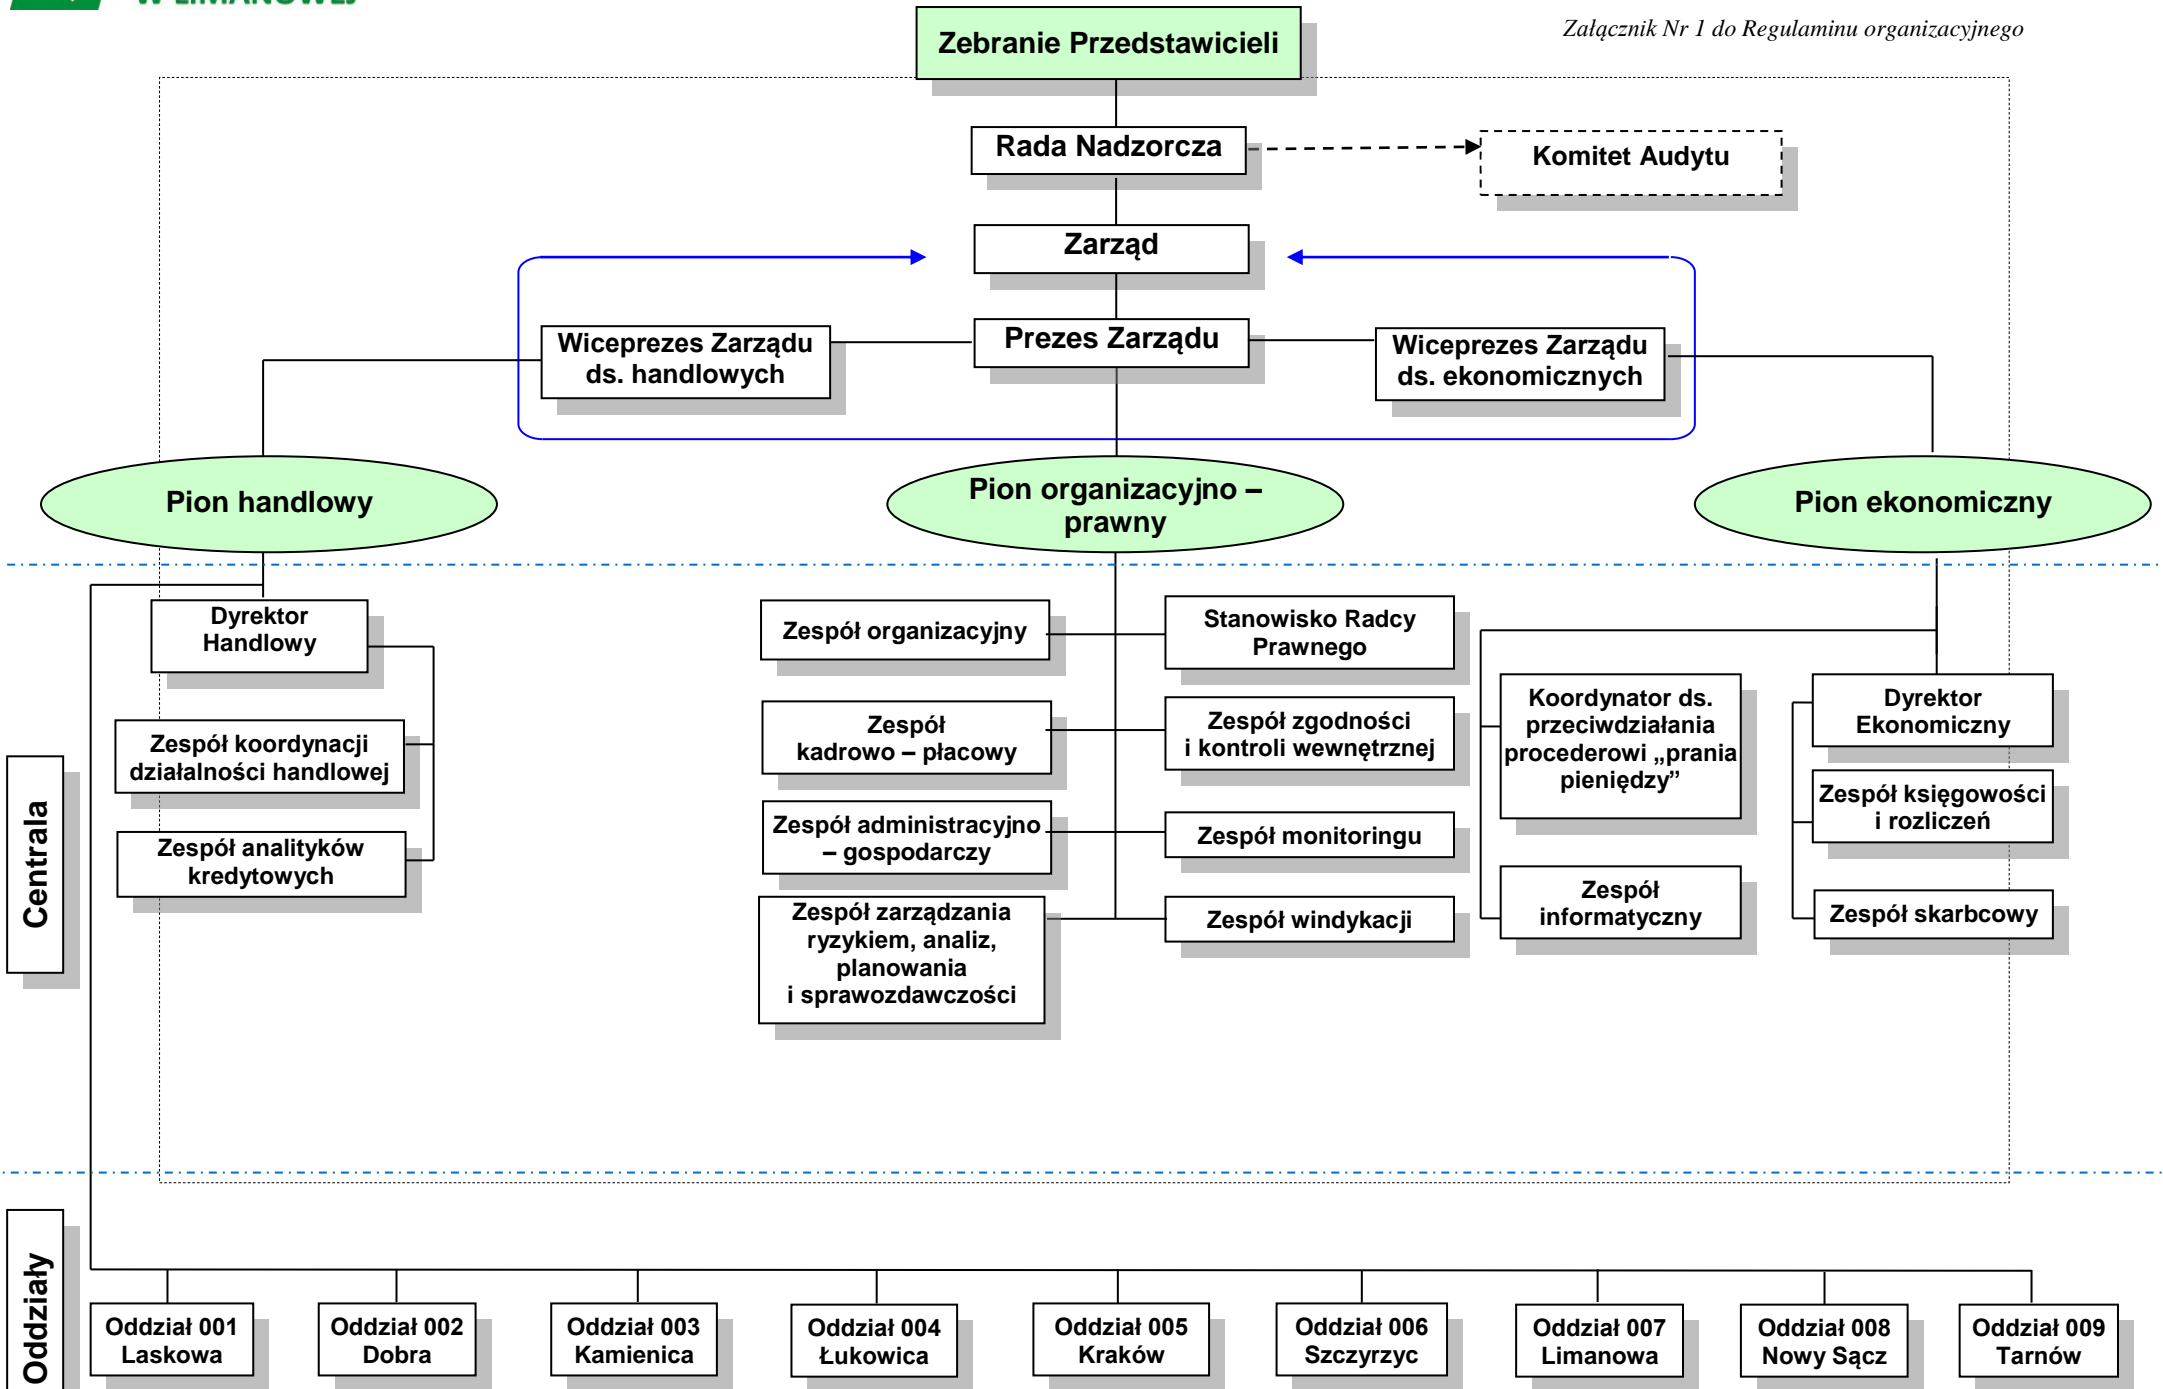 W LIMANOWEJ
Załącznik Nr 1 do Regulaminu organizacyjnego
Zebranie Przedstawicieli
Rada Nadzorcza
Komitet Audytu
Zarząd
Prezes Zarządu
Wiceprezes Zarządu
ds. handlowych
Wiceprezes Zarządu
ds. ekonomicznych
Pion handlowy
Pion organizacyjno –
prawny
Pion ekonomiczny
Centrala
Dyrektor
Handlowy
Zespół koordynacji
działalności handlowej
Zespół analityków
kredytowych
Zespół organizacyjny
Zespół
kadrowo – płacowy
Zespół administracyjno
– gospodarczy
Zespół zarządzania
ryzykiem, analiz,
planowania
i sprawozdawczości
Stanowisko Radcy
Prawnego
Zespół zgodności
i kontroli wewnętrznej
Zespół monitoringu
Zespół windykacji
Koordynator ds.
przeciwdziałania
procederowi „prania
pieniędzy”
Zespół
informatyczny
Dyrektor
Ekonomiczny
Zespół księgowości
i rozliczeń
Zespół skarbcowy
Oddziały
Oddział 001
Laskowa
Oddział 002
Dobra
Oddział 003
Kamienica
Oddział 004
Łukowica
Oddział 005
Kraków
Oddział 006
Szczyrzyc
Oddział 007
Limanowa
Oddział 008
Nowy Sącz
Oddział 009
Tarnów